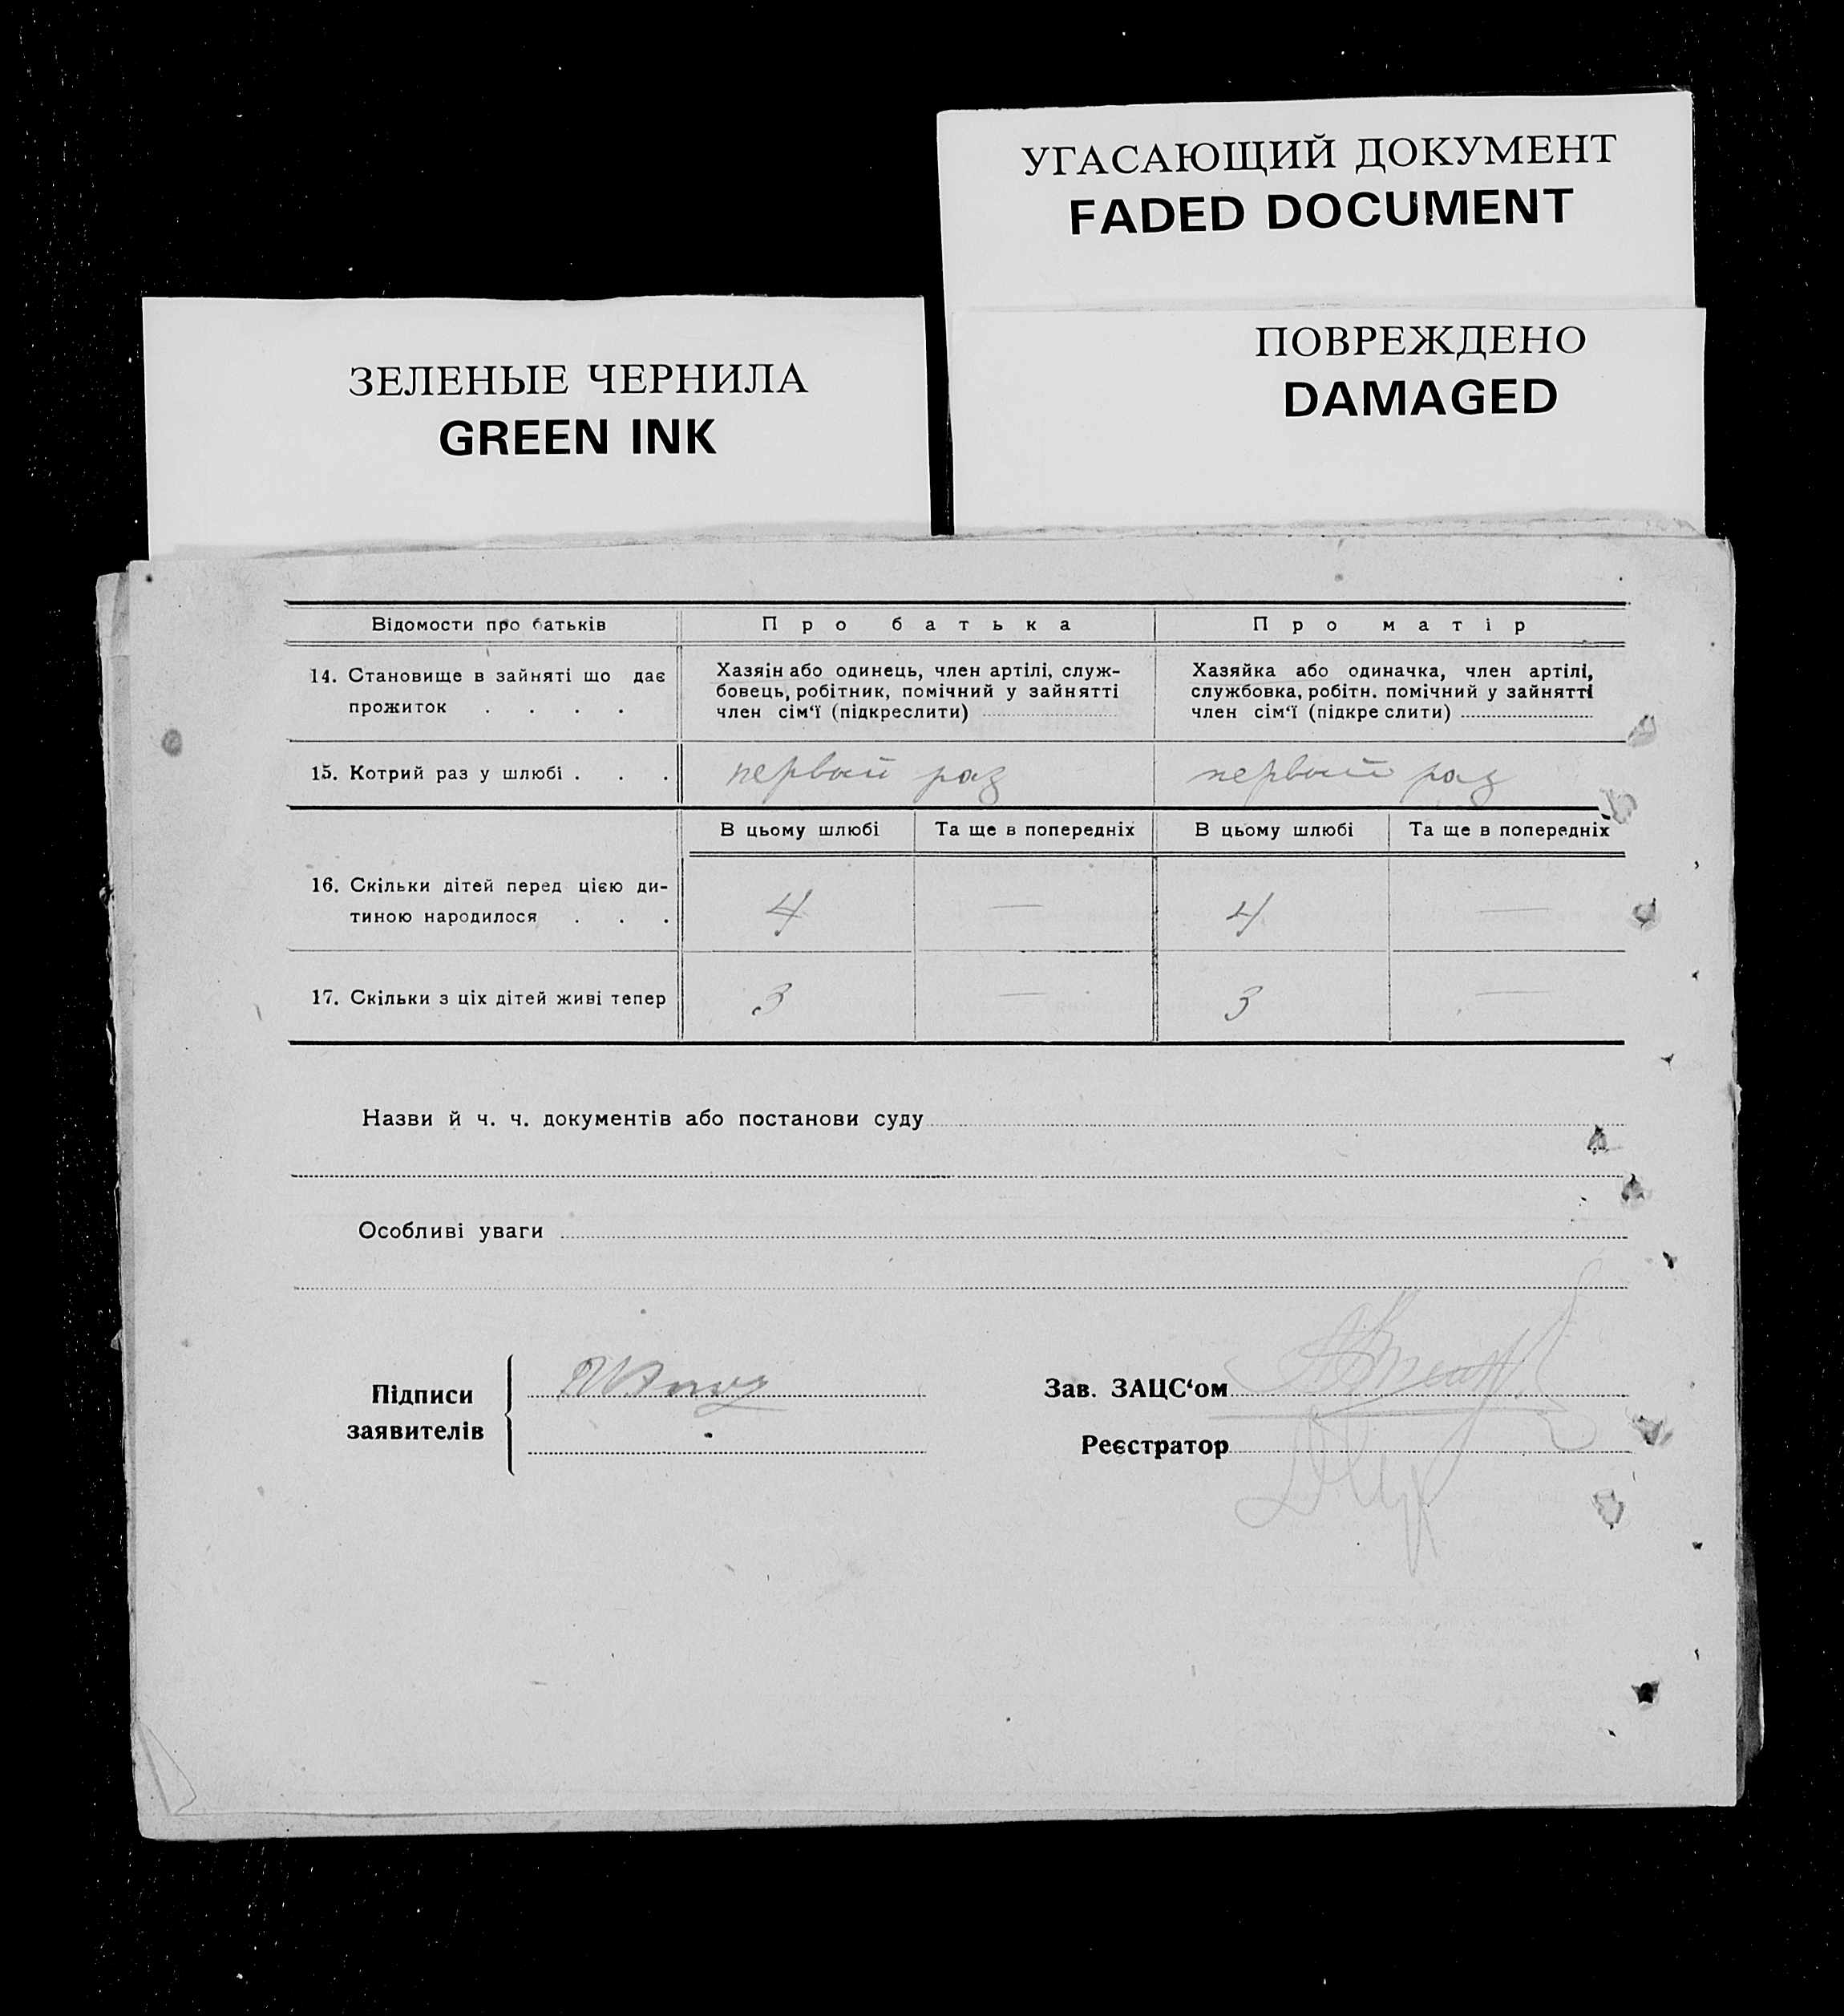 УГАСАЮЩИЙ ДОКУМЕНТ
FADED DOCUMENT
ПОВРЕЖДЕНО
DAMAGED
ЗЕЛЕНЫЕ ЧЕРНИЛА
GREEN INK
Відомости про батьків
Про батька
Про матір
14. Становище в зайняті що дає
прожиток . . . .
Хазяін або одинець, член артілі, служ-
бовець, робітник, помічний у зайнятті
член сім‘ї (підкреслити)
Хазяйка або одиначка, член артілі,
службовка, робітн. помічний у зайнятті
член сім‘ї (підкреслити)
15. Котрий раз у шлюбі . . .
первый раз
первый раз
В цьому шлюбі
Та ще в попередніх
В цьому шлюбі
Та ще в попередніх
16. Скільки дітей перед цією ди-
тиною народилося . . .
4
—
4
—
17. Скільки з ціх дітей живі тепер
3
—
3
—
Назви й ч. ч. документів або постанови суду
Особливі уваги
Підписи
заявителів
Зав. ЗАЦС‘ом
Реєстратор